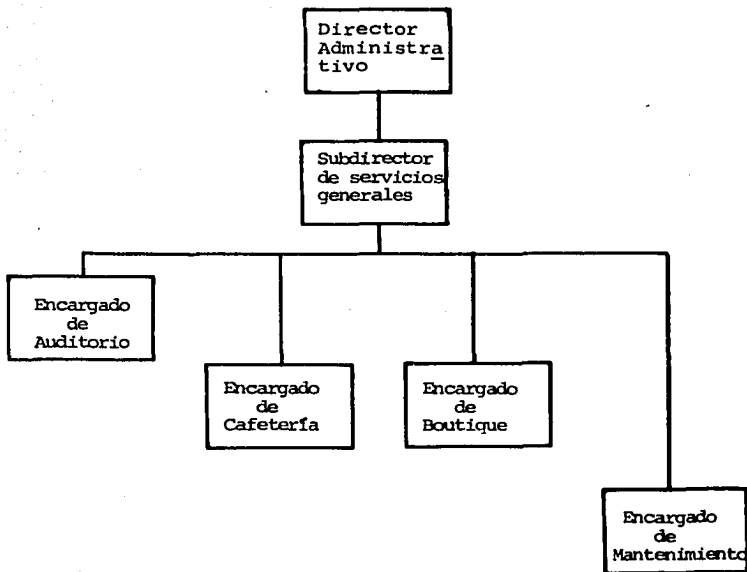 Director
Administra
tivo
Subdirector
de servicios
generales
Encargado
de
Auditorio
Encargado
de
Cafetería
Encargado
de
Boutique
Encargado
de
Mantenimiento